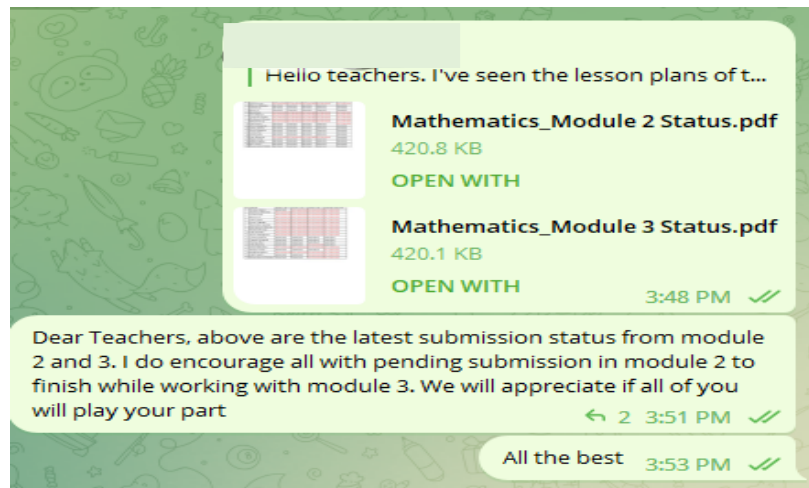 Hello teachers. I've seen the lesson plans of t...
Mathematics_Module 2 Status.pdf
420.8 KB
OPEN WITH
Mathematics_Module 3 Status.pdf
420.1 KB
OPEN WITH
3:48 PM
Dear Teachers, above are the latest submission status from module
2 and 3. I do encourage all with pending submission in module 2 to
finish while working with module 3. We will appreciate if all of you
will play your part
2 3:51 PM
All the best 3:53 PM